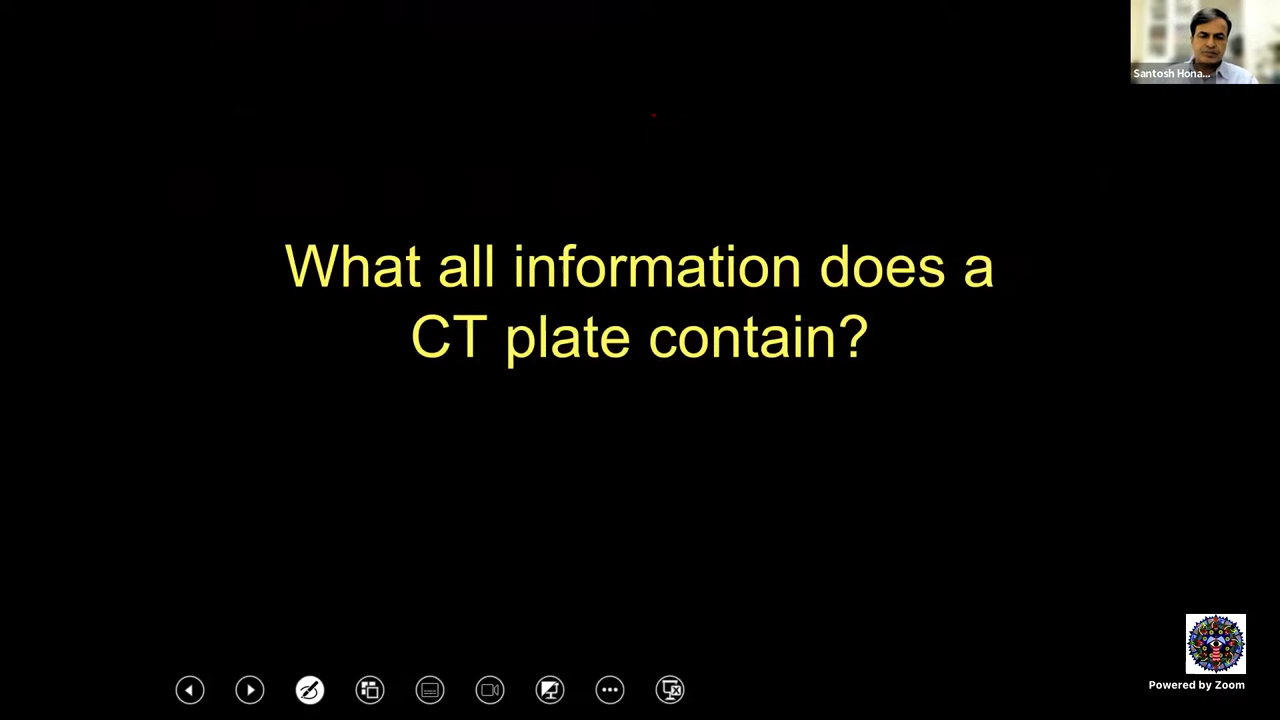 Santosh Hona...
What all information does a
CT plate contain?
Powered by Zoom